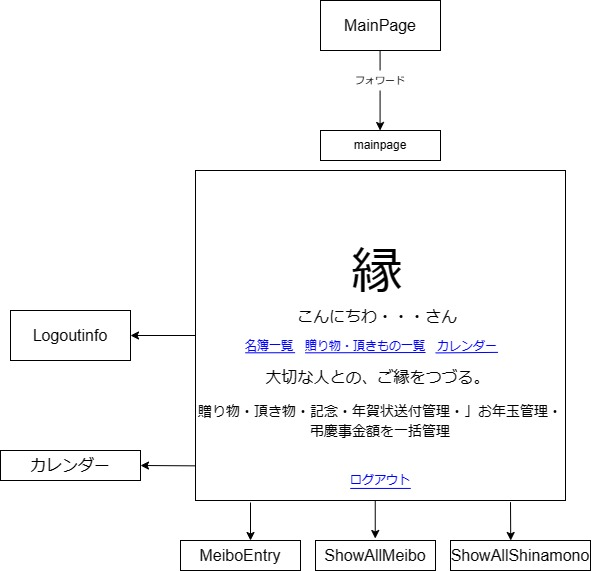 MainPage
フォワード
mainpage
縁
こんにちわ・・・さん
Logoutinfo
名簿一覧 贈り物・頂きもの一覧 カレンダー
大切な人との、ご縁をつづる。
贈り物・頂き物・記念・年賀状送付管理・」お年玉管理・
弔慶事金額を一括管理
カレンダー
ログアウト
MeiboEntry
ShowAllMeibo
ShowAllShinamono